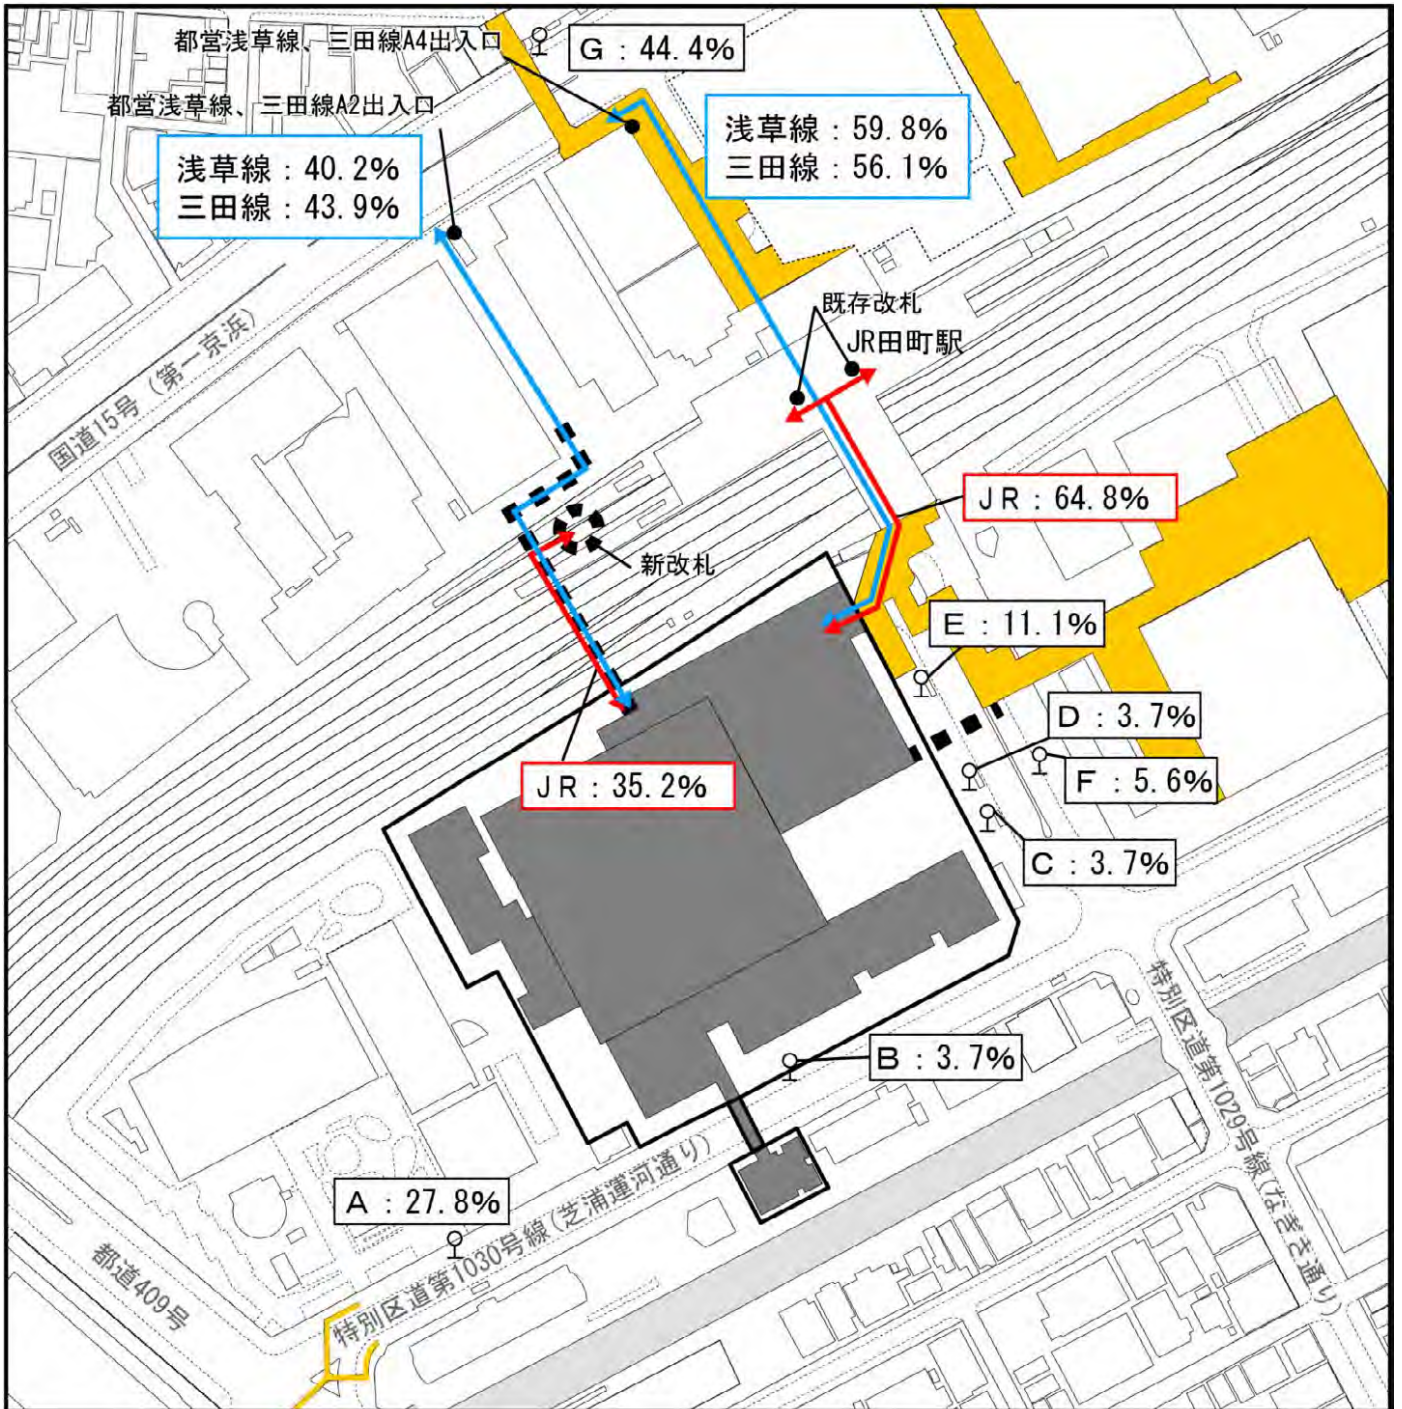 都営浅草線、三田線A4出入口
G：44.4%
都営浅草線、三田線A2出入口
浅草線：40.2%
三田線：43.9%
浅草線：59.8%
三田線：56.1%
国道15号（第一京浜）
既存改札
JR田町駅
JR：64.8%
新改札
E：11.1%
D：3.7%
F：5.6%
JR：35.2%
C：3.7%
B：3.7%
A：27.8%
都道409号
特別区道第1030号線(芝浦運河通り)
特別区道第1029号線(なぎさ通り)